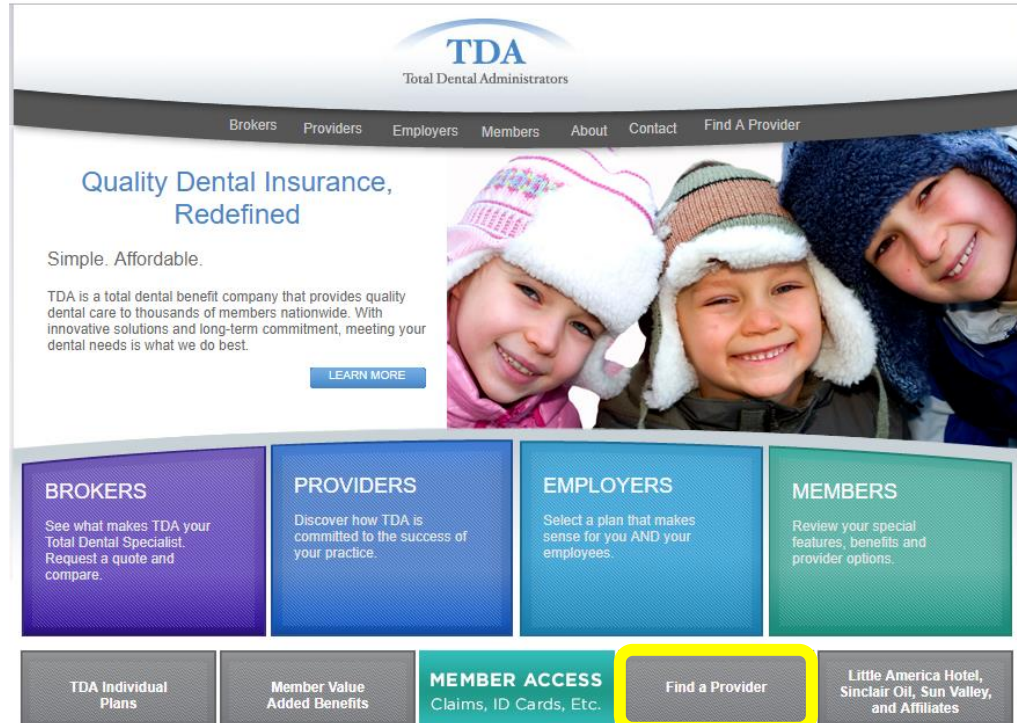 TDA
Total Dental Administrators
Brokers Providers Employers Members About Contact Find A Provider
Quality Dental Insurance,
Redefined
Simple. Affordable.
TDA is a total dental benefit company that provides quality
dental care to thousands of members nationwide. With
innovative solutions and long-term commitment, meeting your
dental needs is what we do best.
LEARN MORE
BROKERS
See what makes TDA your
Total Dental Specialist.
Request a quote and
compare.
PROVIDERS
Discover how TDA is
committed to the success of
your practice.
EMPLOYERS
Select a plan that makes
sense for you AND your
employees.
MEMBERS
Review your special
features, benefits and
provider options.
TDA Individual
Plans
Member Value
Added Benefits
MEMBER ACCESS
Claims, ID Cards, Etc.
Find a Provider
Little America Hotel,
Sinclair Oil, Sun Valley,
and Affiliates